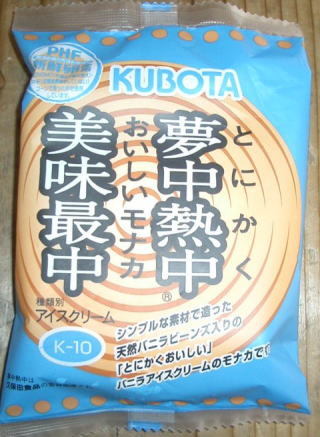 PHF
KUBOTA
とにかく
夢中熱中®
おいしいモナカ
美味最中
種類別
アイスクリーム
K-10
シンプルな素材で造った
天然バニラビーンズ入りの
「とにかくおいしい」
バニラアイスクリームのモナカです